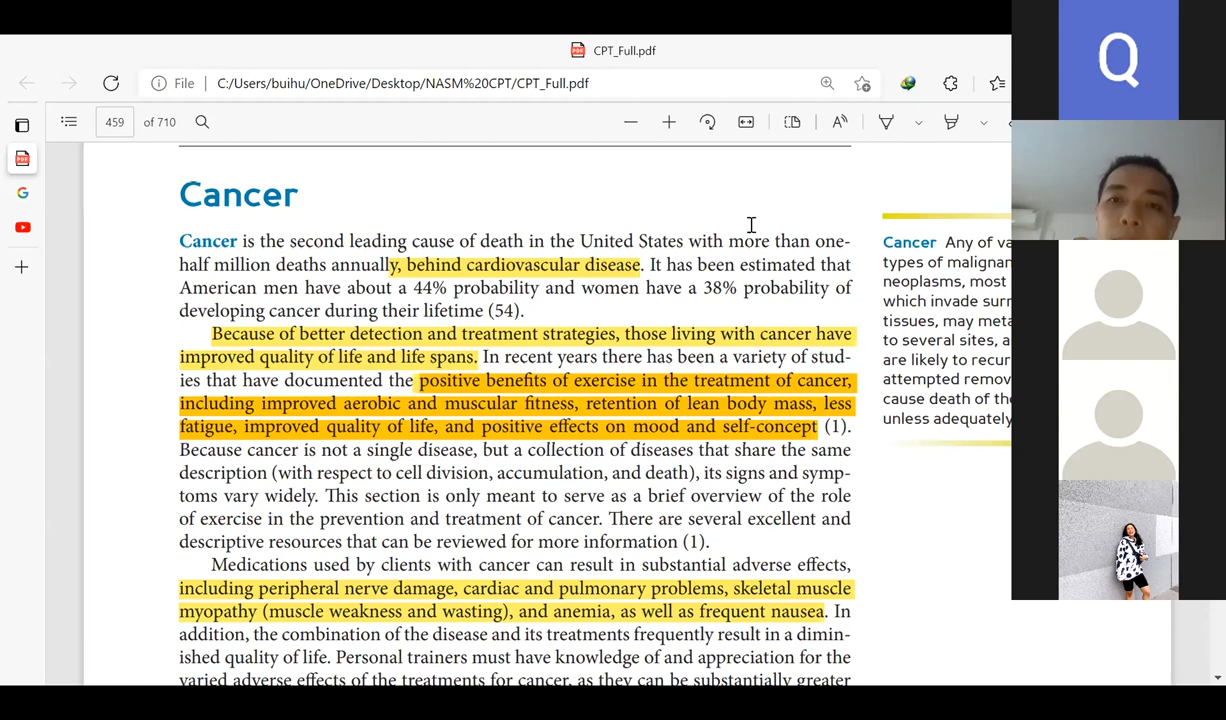 CPT_Full.pdf
File C:/Users/buihu/OneDrive/Desktop/NASM%20CPT/CPT_Full.pdf
459 of 710
Q
Cancer
Cancer is the second leading cause of death in the United States with more than one-
half million deaths annually, behind cardiovascular disease. It has been estimated that
American men have about a 44% probability and women have a 38% probability of
developing cancer during their lifetime (54).
Because of better detection and treatment strategies, those living with cancer have
improved quality of life and life spans. In recent years there has been a variety of stud-
ies that have documented the positive benefits of exercise in the treatment of cancer,
including improved aerobic and muscular fitness, retention of lean body mass, less
fatigue, improved quality of life, and positive effects on mood and self-concept (1).
Because cancer is not a single disease, but a collection of diseases that share the same
description (with respect to cell division, accumulation, and death), its signs and symp-
toms vary widely. This section is only meant to serve as a brief overview of the role
of exercise in the prevention and treatment of cancer. There are several excellent and
descriptive resources that can be reviewed for more information (1).
Medications used by clients with cancer can result in substantial adverse effects,
including peripheral nerve damage, cardiac and pulmonary problems, skeletal muscle
myopathy (muscle weakness and wasting), and anemia, as well as frequent nausea. In
addition, the combination of the disease and its treatments frequently result in a dimin-
ished quality of life. Personal trainers must have knowledge of and appreciation for the
varied adverse effects of the treatments for cancer, as they can be substantially greater
Cancer Any of va
types of malignan
neoplasms, most
which invade surr
tissues, may meta
to several sites, a
are likely to recur
attempted remov
cause death of the
unless adequately